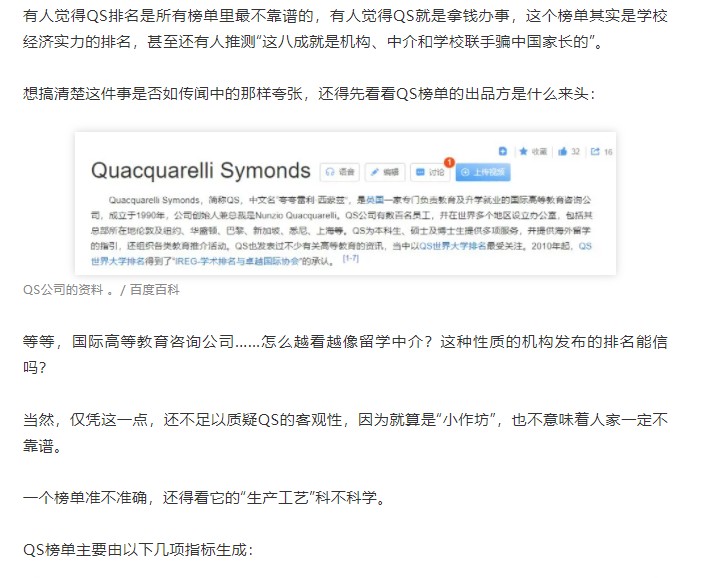 有人觉得QS排名是所有榜单里最不靠谱的，有人觉得QS就是拿钱办事，这个榜单其实是学校
经济实力的排名，甚至还有人推测“这八成就是机构、中介和学校联手骗中国家长的”。
想搞清楚这件事是否如传闻中的那样夸张，还得先看看QS榜单的出品方是什么来头：
收藏 32 16
Quacquarelli Symonds 语音 编辑 讨论 1 上传视频
Quacquarelli Symonds，简称QS，中文名“夸夸雷利·西蒙兹”，是英国一家专门负责教育及升学就业的国际高等教育咨询公
司，成立于1990年，公司创始人兼总裁是Nunzio Quacquarelli。QS公司有数百名员工，并在世界多个地区设立办公室，包括其
总部所在地伦敦及纽约、华盛顿、巴黎、新加坡、悉尼、上海等。QS为本科生、硕士及博士生提供多项服务，并提供海外留学
的指引，还组织各类教育推介活动。QS也发表过不少有关高等教育的资讯，当中以QS世界大学排名最受关注。2010年起，QS
世界大学排名得到了“IREG-学术排名与卓越国际协会”的承认。 [1-7]
QS公司的资料 。/ 百度百科
等等，国际高等教育咨询公司......怎么越看越像留学中介？这种性质的机构发布的排名能信
吗？
当然，仅凭这一点，还不足以质疑QS的客观性，因为就算是“小作坊”，也不意味着人家一定不
靠谱。
一个榜单准不准确，还得看它的“生产工艺”科不科学。
QS榜单主要由以下几项指标生成：